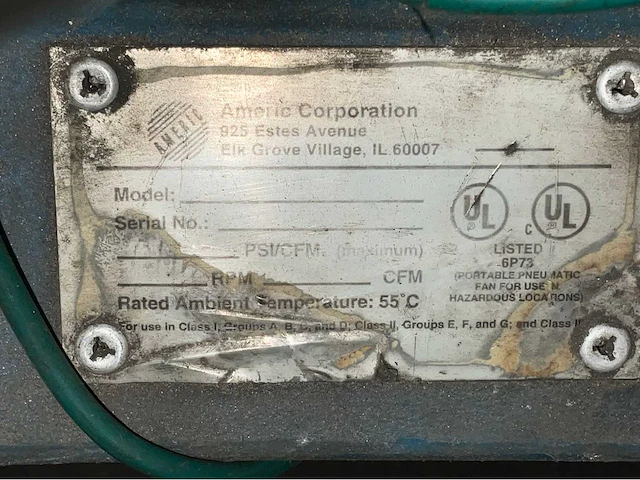 AMERIC
Americ Corporation
925 Estes Avenue
Elk Grove Village, IL 60007
Model:
Serial No.:
PSI/CFM (maximum)
RPM CFM
Rated Ambient Temperature: 55°C
For use in Class I, Groups A, B, C, and D; Class II, Groups E, F, and G; and Class II
UL
C UL
LISTED
6P73
(PORTABLE PNEUMATIC
FAN FOR USE IN
HAZARDOUS LOCATIONS)